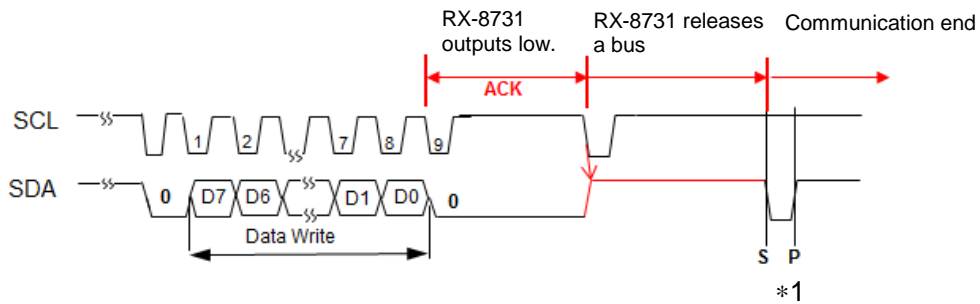 RX-8731 outputs low.
RX-8731 releases a bus
Communication end
ACK
SCL
1 2 7 8 9
SDA
0 D7 D6 D1 D0 0
Data Write
S P
*1